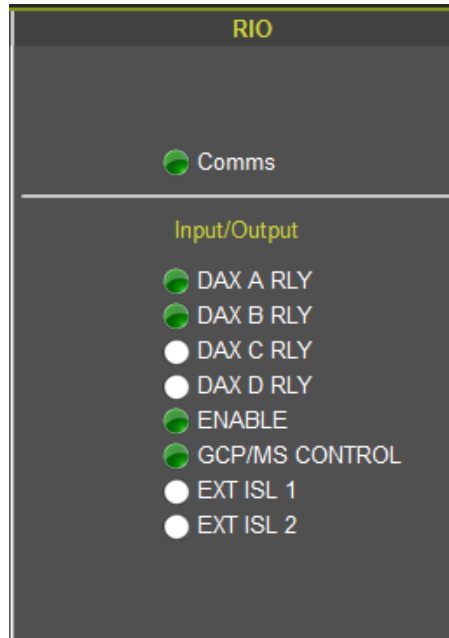 RIO
Comms
Input/Output
DAX A RLY
DAX B RLY
DAX C RLY
DAX D RLY
ENABLE
GCP/MS CONTROL
EXT ISL 1
EXT ISL 2